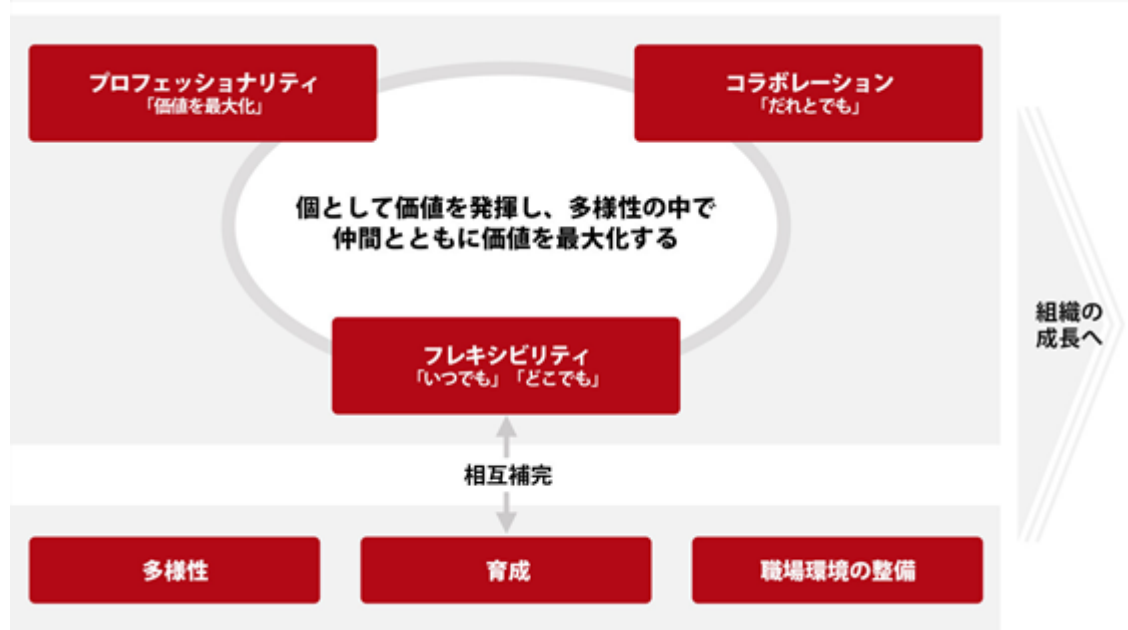 プロフェッショナリティ
「価値を最大化」
コラボレーション
「だれとでも」
個として価値を発揮し、多様性の中で
仲間とともに価値を最大化する
フレキシビリティ
「いつでも」「どこでも」
組織の
成長へ
相互補完
多様性
育成
職場環境の整備